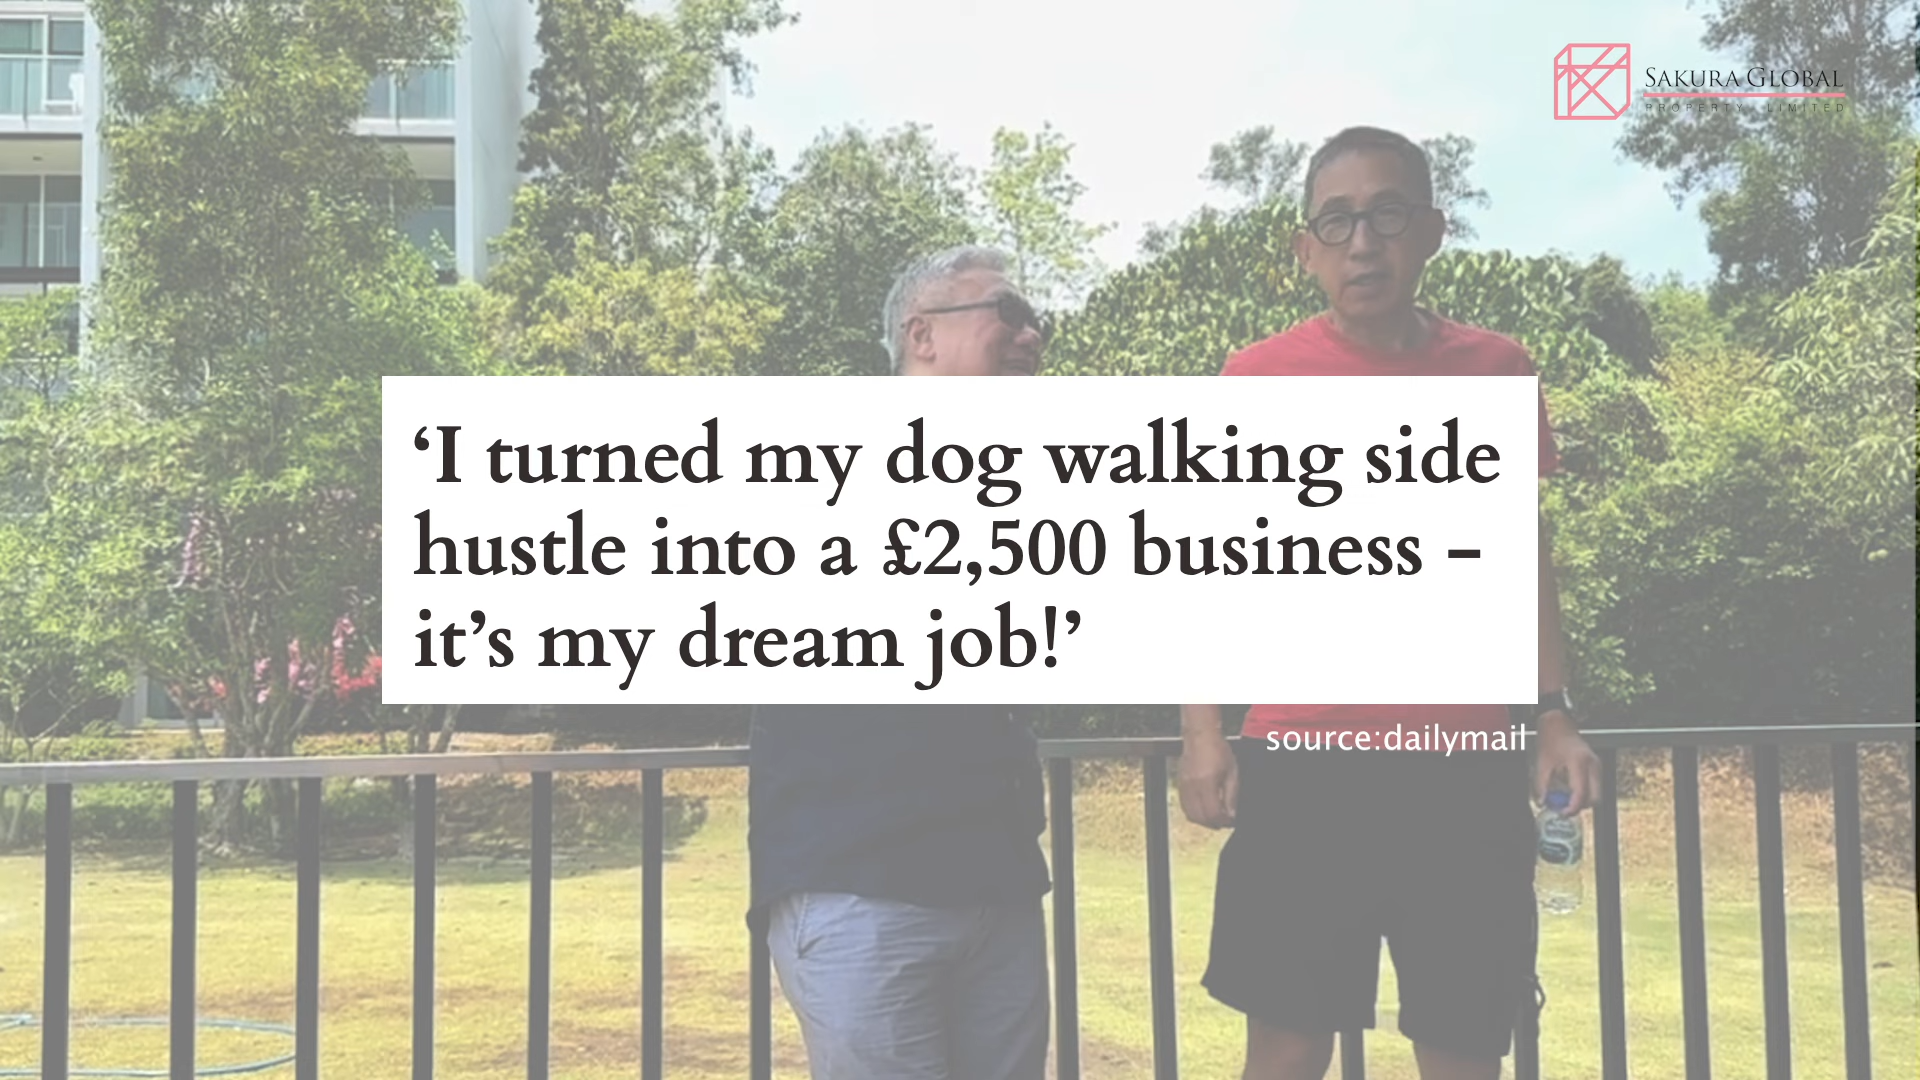 SAKURA GLOBAL
PROPERTY LIMITED
‘I turned my dog walking side
hustle into a £2,500 business –
it’s my dream job!’
source:dailymail